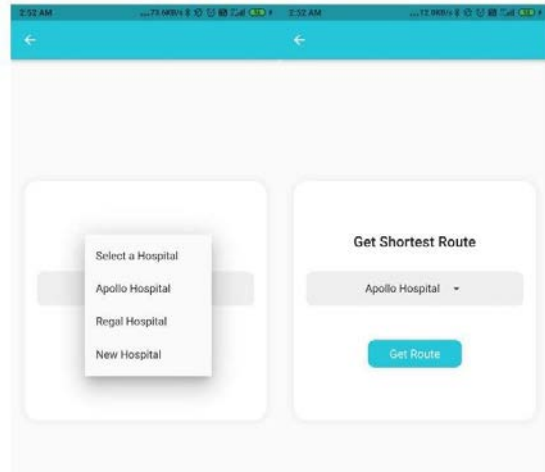 2:52 AM
Select a Hospital
Apollo Hospital
Regal Hospital
New Hospital
2:52 AM
Get Shortest Route
Apollo Hospital
Get Route